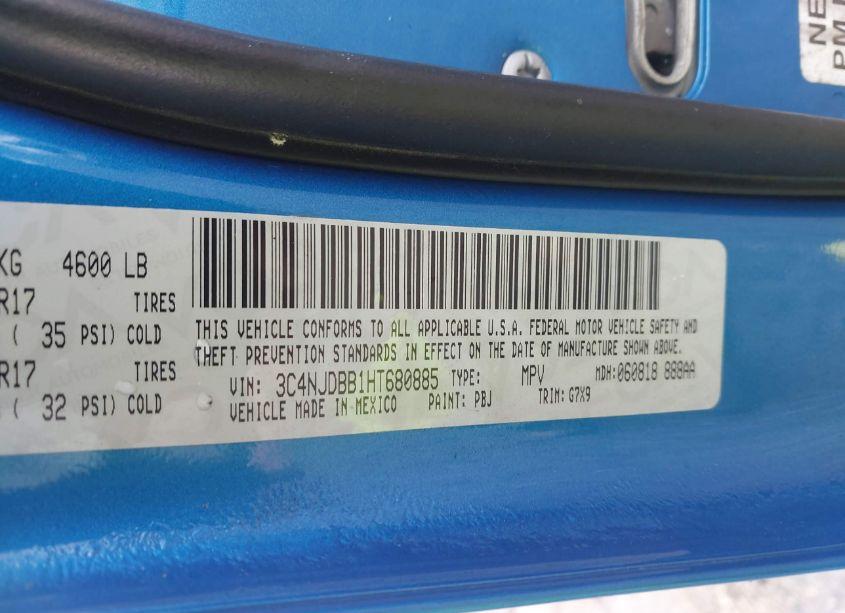 NE
PM
KG 4600 LB
R17 TIRES
( 35 PSI) COLD
R17 TIRES
( 32 PSI) COLD
THIS VEHICLE CONFORMS TO ALL APPLICABLE U.S.A. FEDERAL MOTOR VEHICLE SAFETY AND
THEFT PREVENTION STANDARDS IN EFFECT ON THE DATE OF MANUFACTURE SHOWN ABOVE.
VIN: 3C4NJDBB1HT680885 TYPE: MPV MDH:060818 888AA
VEHICLE MADE IN MEXICO PAINT: PBJ TRIM:G7X9